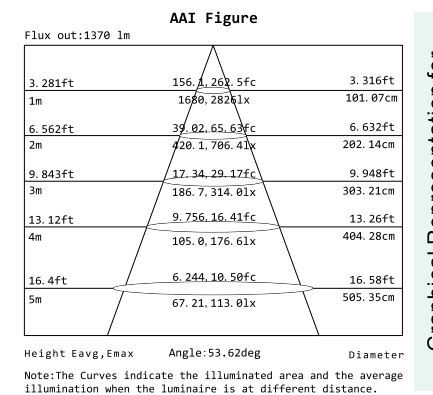 AAI Figure
Flux out:1370 lm
3.281ft 156.1,262.5fc 3.316ft
1m 1680,2826lx 101.07cm
6.562ft 39.02,65.63fc 6.632ft
2m 420.1,706.4lx 202.14cm
9.843ft 17.34,29.17fc 9.948ft
3m 186.7,314.0lx 303.21cm
13.12ft 9.756,16.41fc 13.26ft
4m 105.0,176.6lx 404.28cm
16.4ft 6.244,10.50fc 16.58ft
5m 67.21,113.0lx 505.35cm
Height Eavg,Emax Angle:53.62deg Diameter
Note:The Curves indicate the illuminated area and the average
illumination when the luminaire is at different distance.
Graphical Representation for